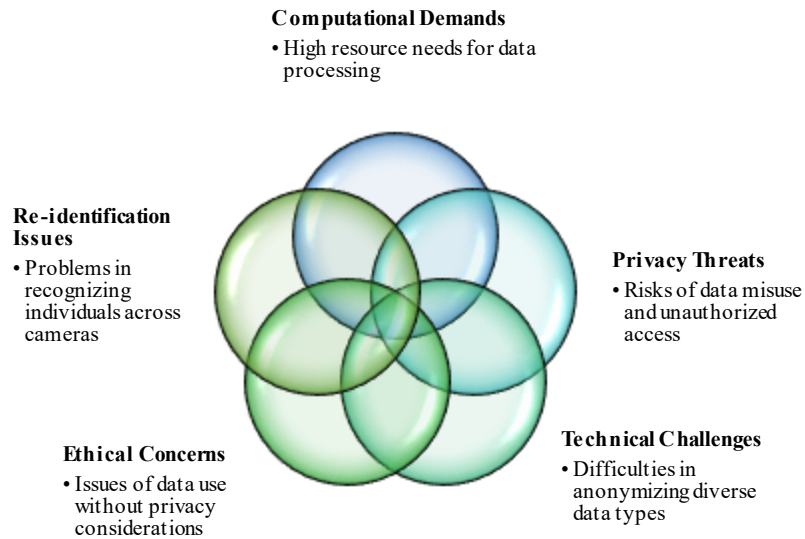 Computational Demands
• High resource needs for data
processing
Re-identification
Issues
• Problems in
recognizing
individuals across
cameras
Privacy Threats
• Risks of data misuse
and unauthorized
access
Ethical Concerns
• Issues of data use
without privacy
considerations
Technical Challenges
• Difficulties in
anonymizing diverse
data types